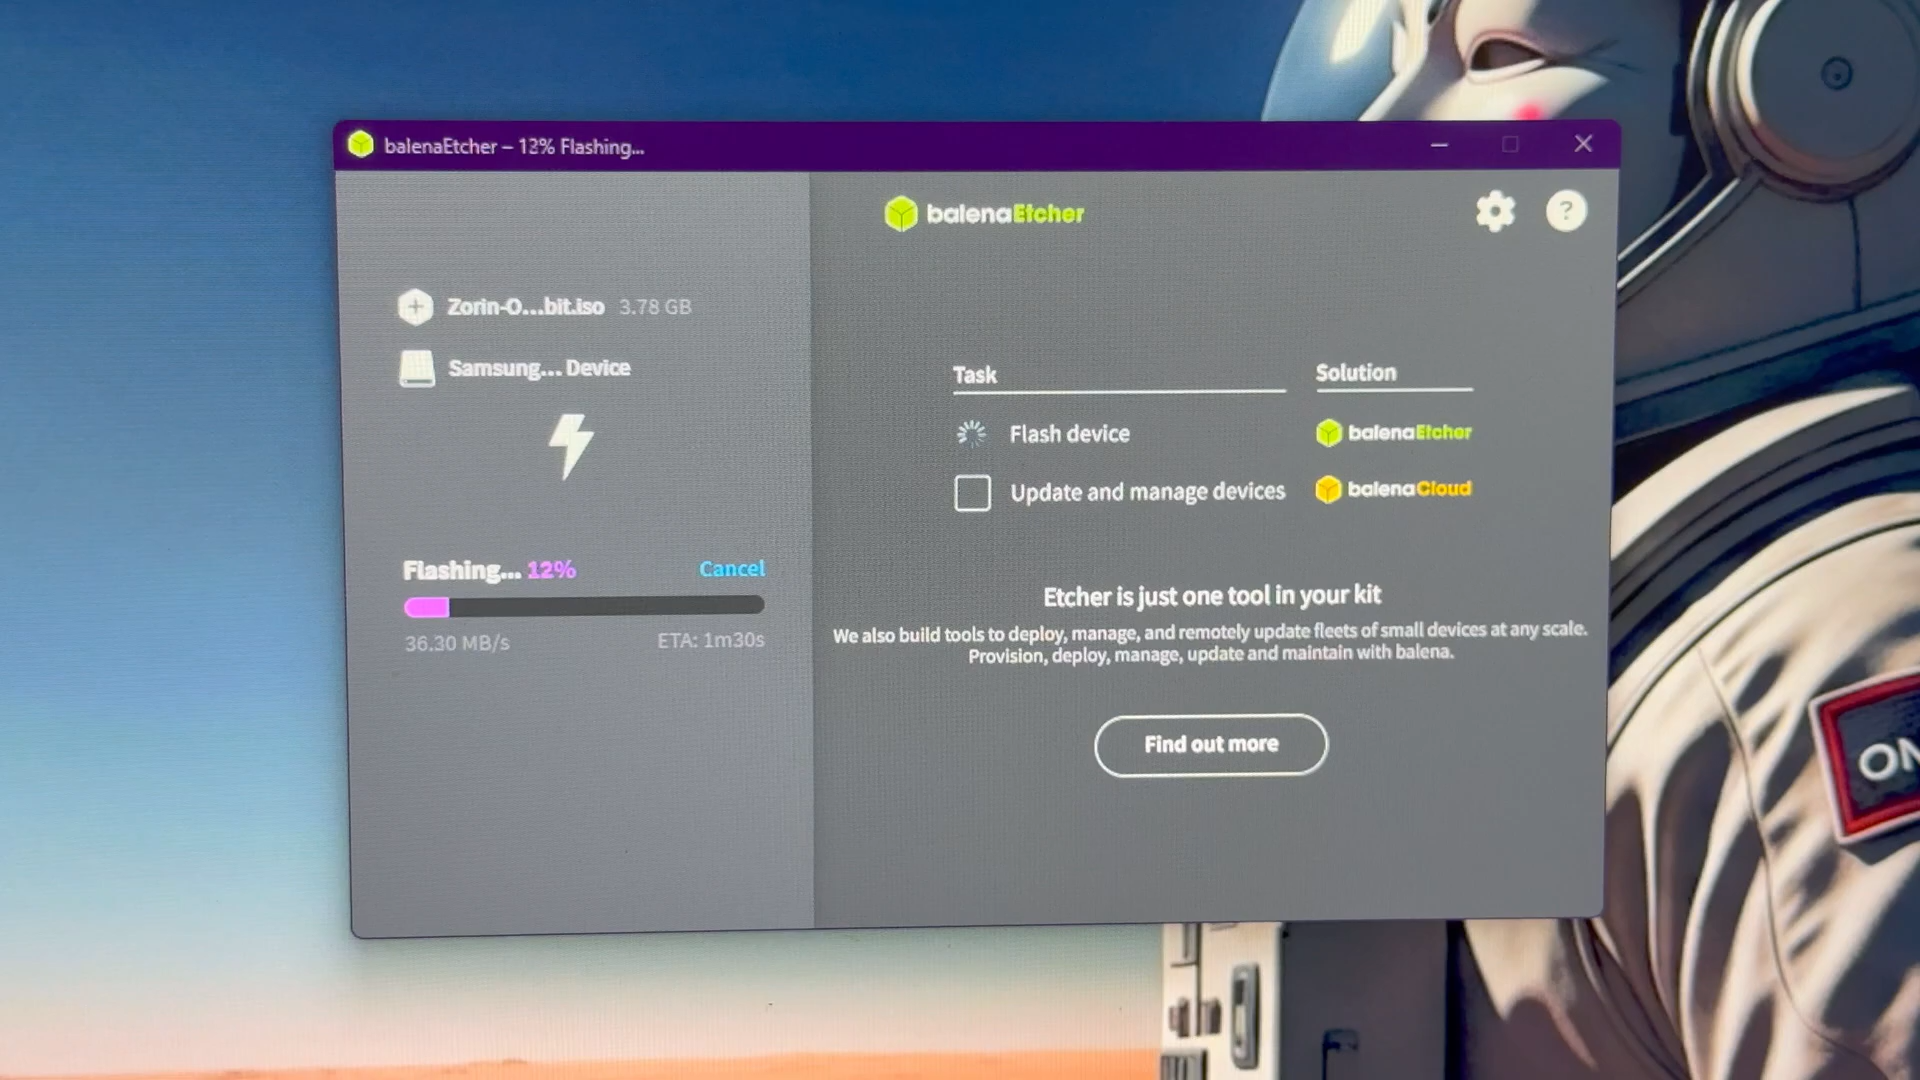 balenaEtcher – 13% Flashing...
balenaEtcher
?
Zorin-O...bit.iso 3.78 GB
Samsung... Device
Task Solution
Flash device balenaEtcher
Update and manage devices balenaCloud
Flashing... 12% Cancel
36.30 MB/s ETA: 1m30s
Etcher is just one tool in your kit
We also build tools to deploy, manage, and remotely update fleets of small devices at any scale.
Provision, deploy, manage, update and maintain with balena.
Find out more
ON